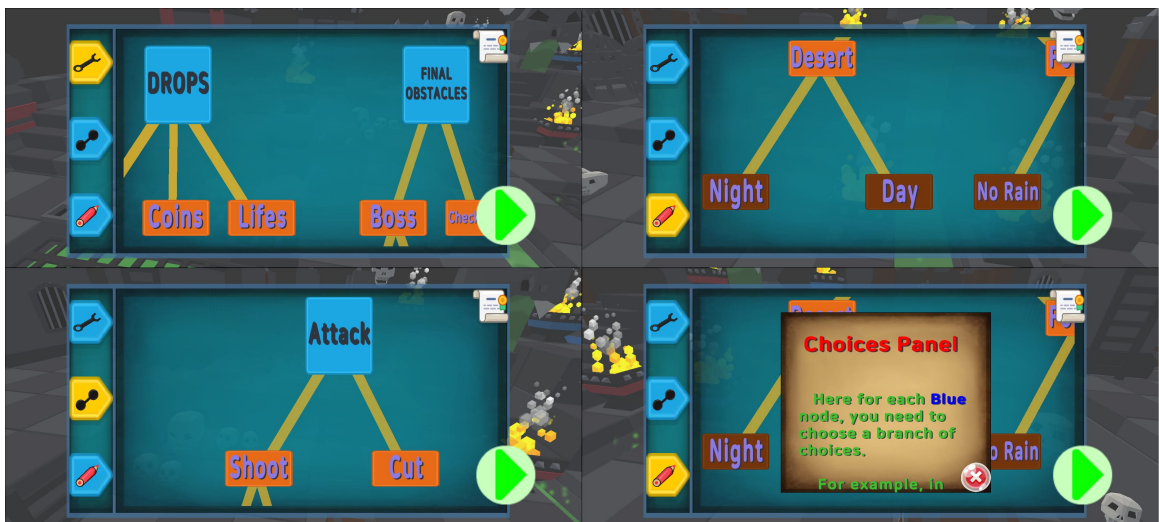 DROPS
FINAL
OBSTACLES
Coins
Lifes
Boss
Desert
Night
Day
No Rain
Attack
Shoot
Cut
Choices Panel
Here for each Blue
node, you need to
choose a branch of
choices.
For example, in
Night
Rain